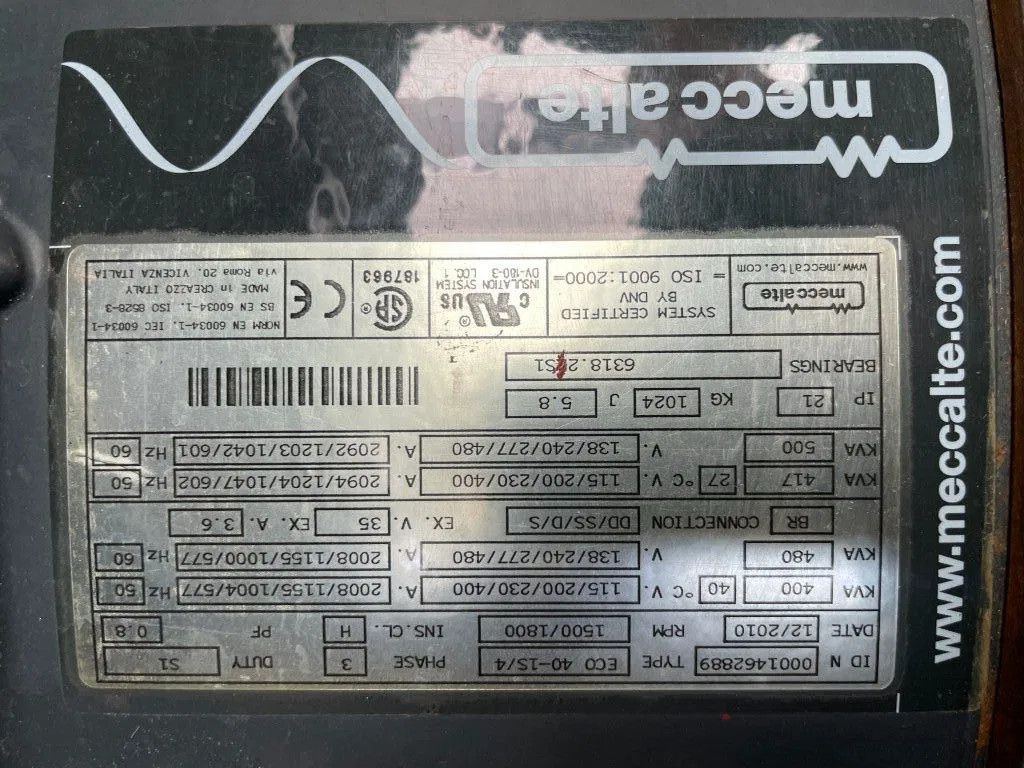 meccalte
www.meccalte.com
ID N 0001462889 TYPE ECO 40-1S/4 PHASE 3 DUTY S1
DATE 12/2010 RPM 1500/1800 INS.CL. H PF 0.8
KVA 400 40 °C V. 115/200/230/400 A. 2008/1155/1004/577 Hz 50
KVA 480 V. 138/240/277/480 A. 2008/1155/1000/577 Hz 60
BR CONNECTION DD/SS/D/S EX. V. 35 EX. A. 3.6
KVA 417 27 °C V. 115/200/230/400 A. 2094/1204/1047/602 Hz 50
KVA 500 V. 138/240/277/480 A. 2092/1203/1042/601 Hz 60
IP 21 KG 1024 J 5.8
BEARINGS 6318.2 S1
meccalte
www.meccalte.com
SYSTEM CERTIFIED
BY DNV
= ISO 9001:2000=
c RU us ®
INSULATION SYSTEM
DV-180-3 LOC. 1
SA ®
187963
CE
NORM EN 60034-1. IEC 60034-1
BS EN 60034-1. ISO 8528-3
MADE in CREAZZO ITALY
via Roma 20. VICENZA ITALIA